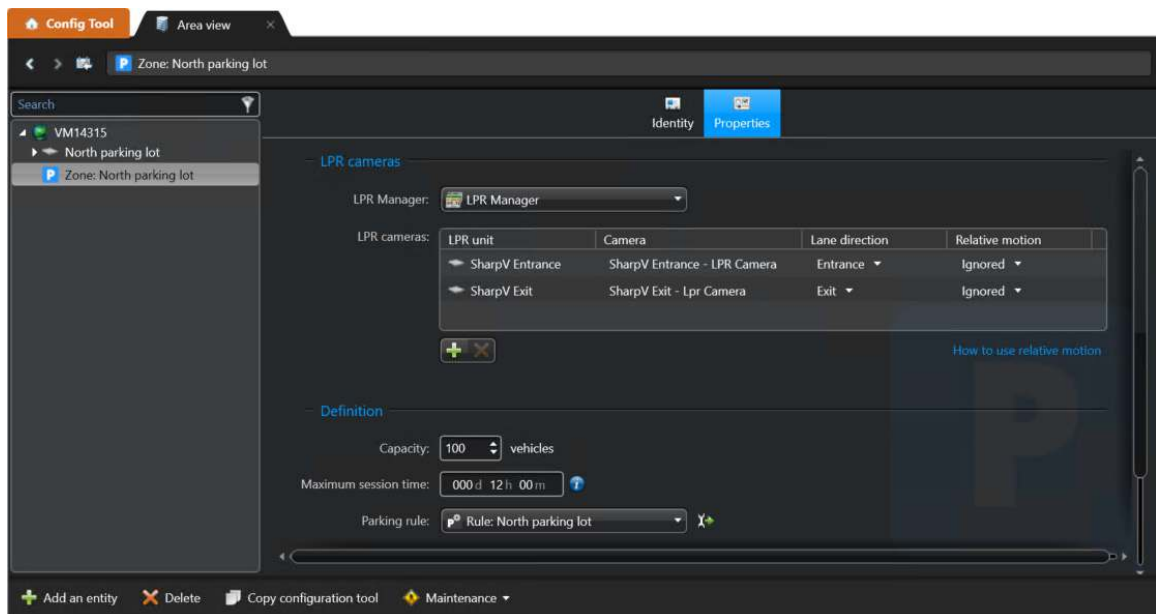 Config Tool
Area view
Zone: North parking lot
Search
VM14315
North parking lot
P Zone: North parking lot
Identity
Properties
LPR cameras
LPR Manager: LPR Manager
LPR cameras:
LPR unit Camera Lane direction Relative motion
SharpV Entrance SharpV Entrance - LPR Camera Entrance Ignored
SharpV Exit SharpV Exit - Lpr Camera Exit Ignored
How to use relative motion
Definition
Capacity: 100 vehicles
Maximum session time: 000 d 12 h 00 m
Parking rule: Rule: North parking lot
Add an entity Delete Copy configuration tool Maintenance